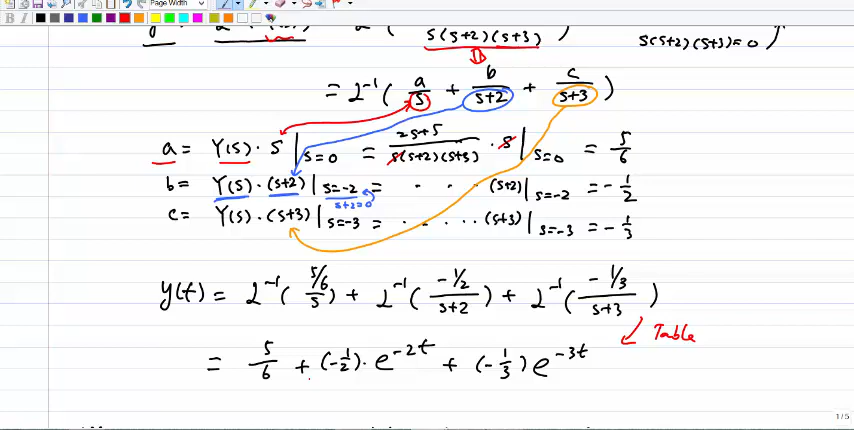 Page Width
B I
s(s+2)(s+3)
s(s+2)(s+3)=0
= ℒ⁻¹( a/s + b/(s+2) + c/(s+3) )
a = Y(s) · s |s=0 = 2s+5/(s(s+2)(s+3)) · s |s=0 = 5/6
b = Y(s) · (s+2) |s=-2 = · · · (s+2) |s=-2 = -1/2
s+2=0
c = Y(s) · (s+3) |s=-3 = · · · · · (s+3) |s=-3 = -1/3
y(t) = ℒ⁻¹( 5/6/s ) + ℒ⁻¹( -1/2/(s+2) ) + ℒ⁻¹( -1/3/(s+3) )
Table
= 5/6 + (-1/2) · e^-2t + (-1/3) e^-3t
1/5